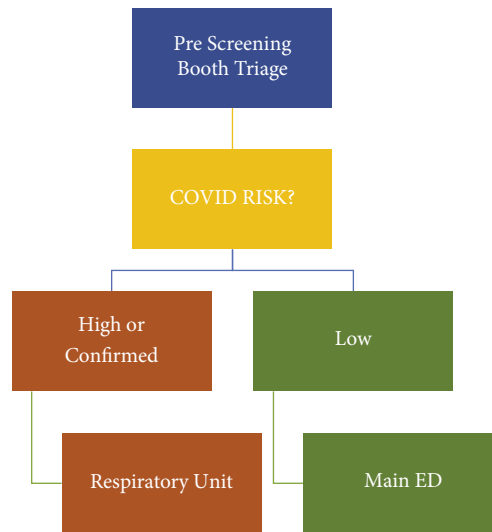 Pre Screening
Booth Triage
COVID RISK?
High or
Confirmed
Low
Respiratory Unit
Main ED